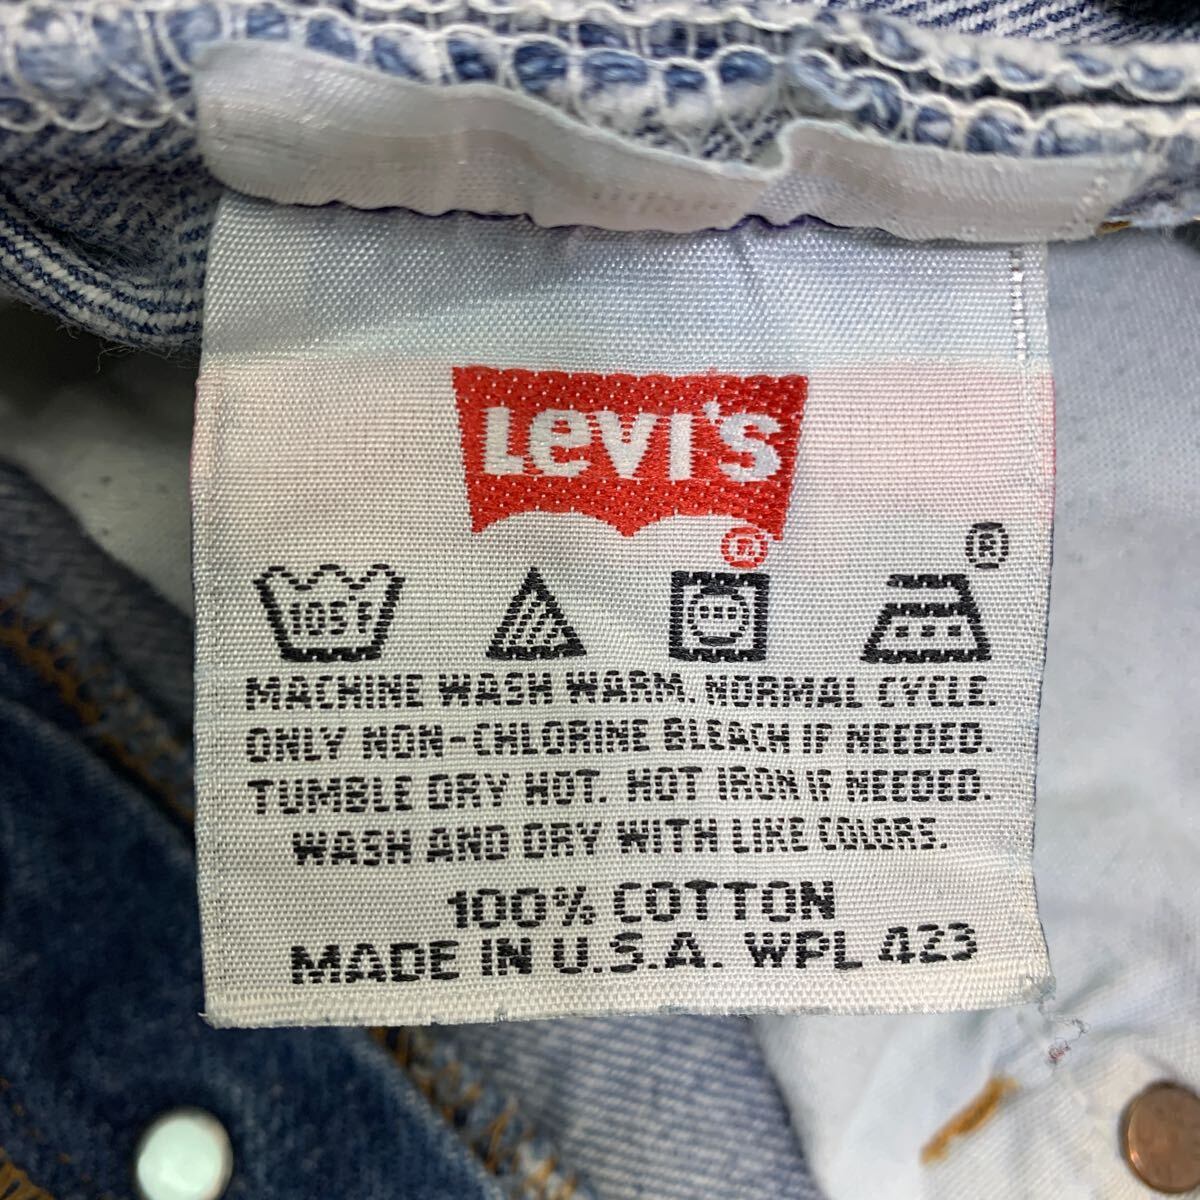 Levi's
®
®
105°F
MACHINE WASH WARM. NORMAL CYCLE.
ONLY NON-CHLORINE BLEACH IF NEEDED.
TUMBLE DRY HOT. HOT IRON IF NEEDED.
WASH AND DRY WITH LIKE COLORS.
100% COTTON
MADE IN U.S.A. WPL 423